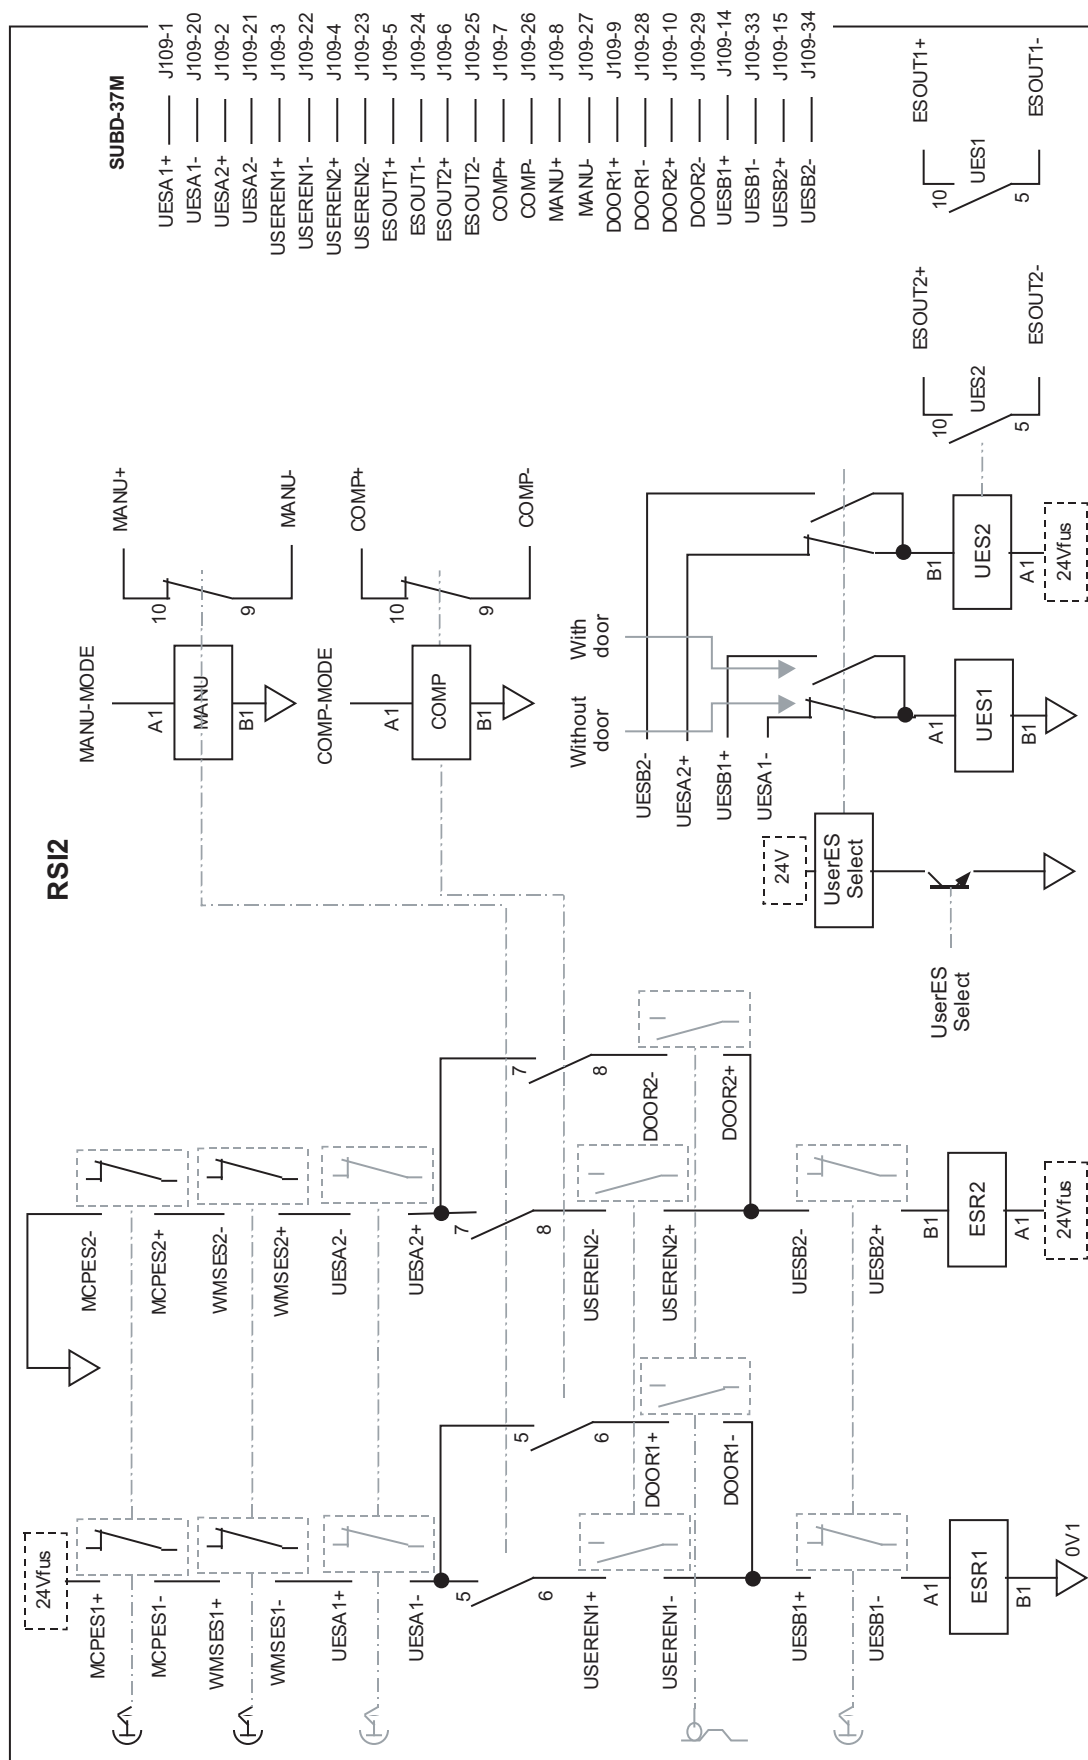 RSI2
SUBD-37M
UESA1+ J109-1
UESA1- J109-20
UESA2+ J109-2
UESA2- J109-21
USEREN1+ J109-3
USEREN1- J109-22
USEREN2+ J109-4
USEREN2- J109-23
ESOUT1+ J109-5
ESOUT1- J109-24
ESOUT2+ J109-6
ESOUT2- J109-25
COMP+ J109-7
COMP- J109-26
MANU+ J109-8
MANU- J109-27
DOOR1+ J109-9
DOOR1- J109-28
DOOR2+ J109-10
DOOR2- J109-29
UESB1+ J109-14
UESB1- J109-33
UESB2+ J109-15
UESB2- J109-34
24Vfus
MCPES1+
MCPES1-
WMSES1+
WMSES1-
UESA1+
UESA1-
5
6
5
6
USEREN1+
USEREN1-
DOOR1+
DOOR1-
UESB1+
UESB1-
A1
ESR1
B1
0V1
MCPES2-
MCPES2+
WMSES2-
WMSES2+
UESA2-
UESA2+
7
8
7
8
USEREN2-
USEREN2+
DOOR2-
DOOR2+
UESB2-
UESB2+
B1
ESR2
A1
24Vfus
MANU-MODE
A1
MANU
B1
10
9
MANU+
MANU-
COMP-MODE
A1
COMP
B1
10
9
COMP+
COMP-
Without
door
With
door
UESB2-
UESA2+
UESB1+
UESA1-
24V
UserES
Select
UserES
Select
A1
UES1
B1
B1
UES2
A1
24Vfus
10
UES2
5
ESOUT2+
ESOUT2-
10
UES1
5
ESOUT1+
ESOUT1-